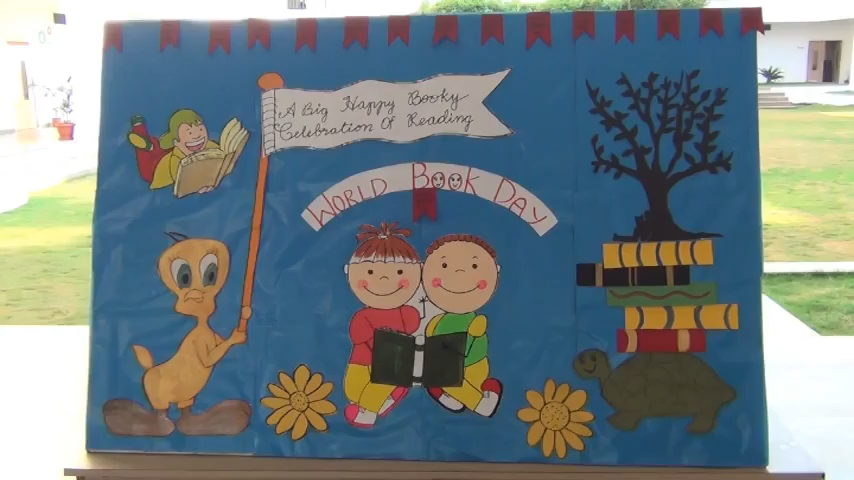 A Big Happy Booky
Celebration Of Reading
WORLD BOOK DAY